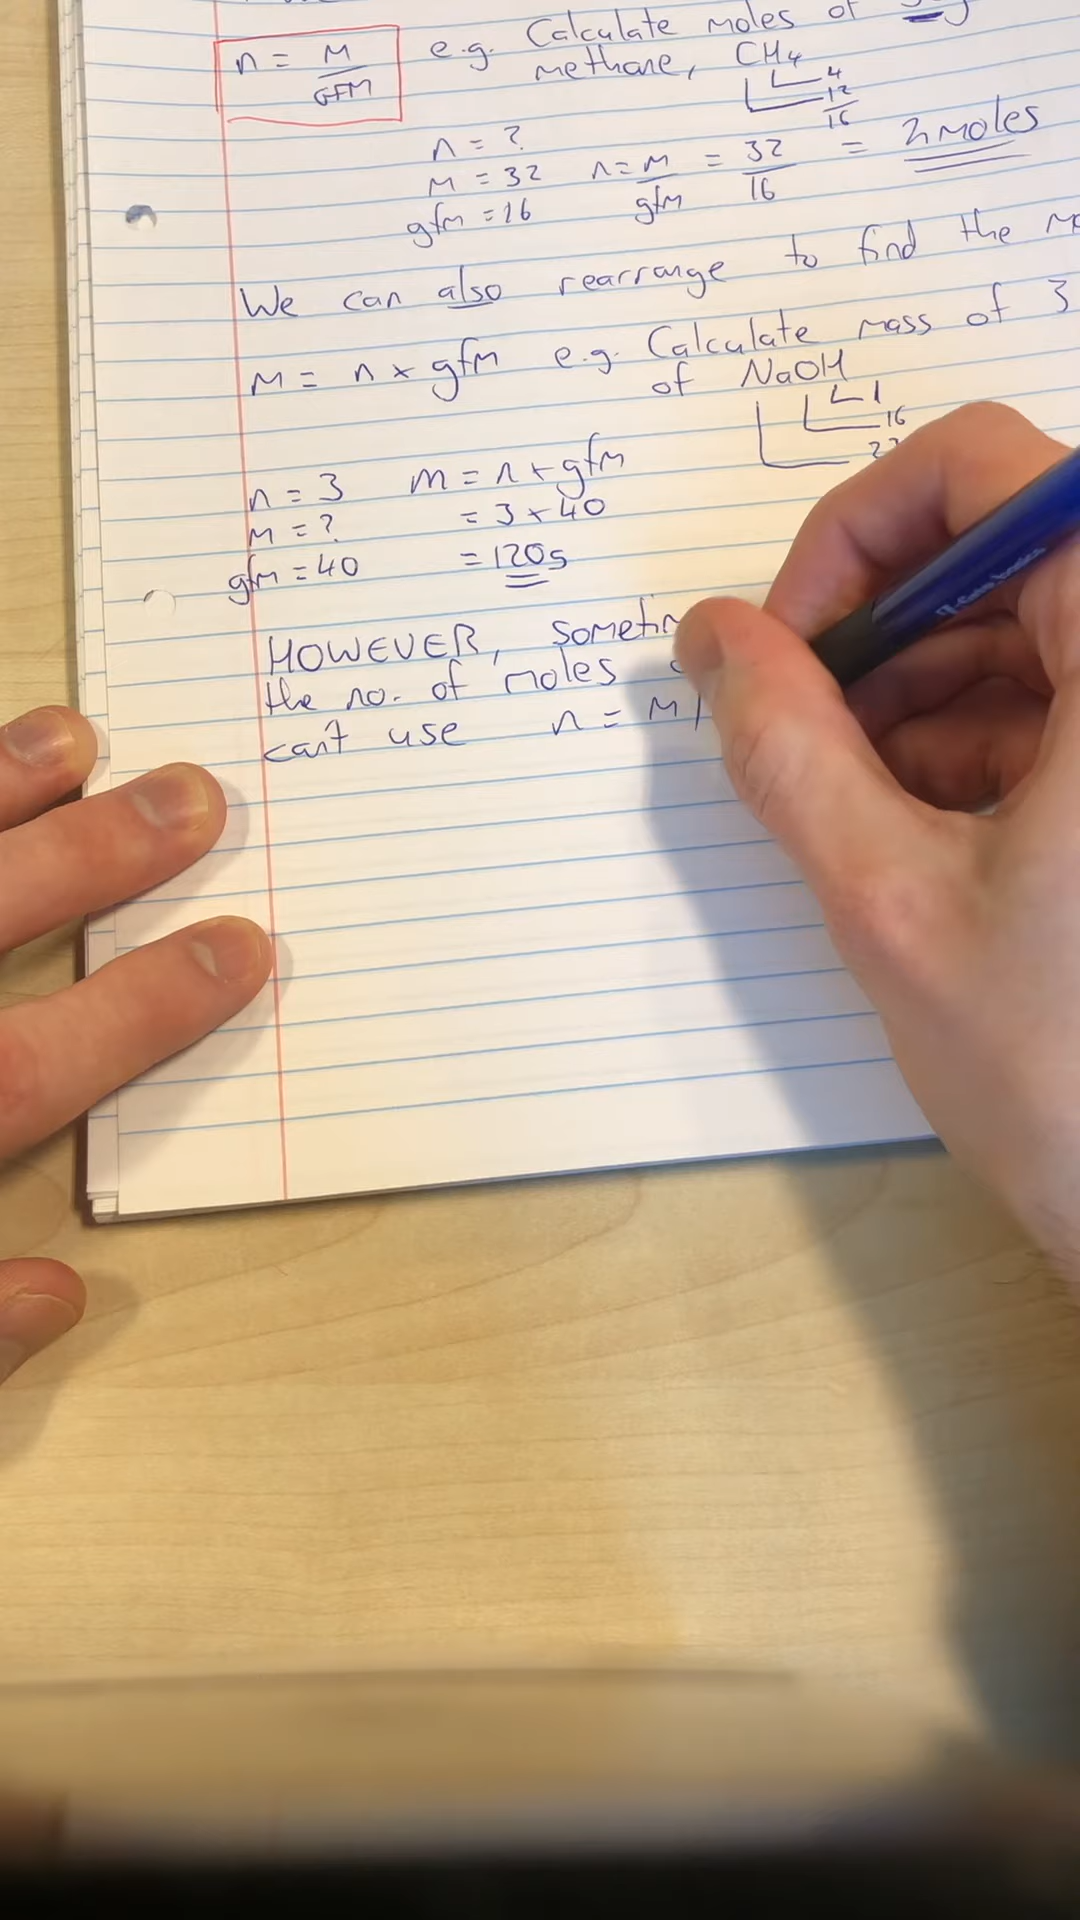 n = M / GFM e.g. Calculate moles of
methane, CH4
4
12
16
n = ?
M = 32 n = M / gfm = 32 / 16 = 2 moles
gfm = 16
We can also rearrange to find the
M = n x gfm e.g. Calculate mass of 3
of NaOH
1
16
n = 3 m = n x gfm
M = ? = 3 x 40
gfm = 40 = 120g
HOWEVER,
the no. of moles
can't use n = M /